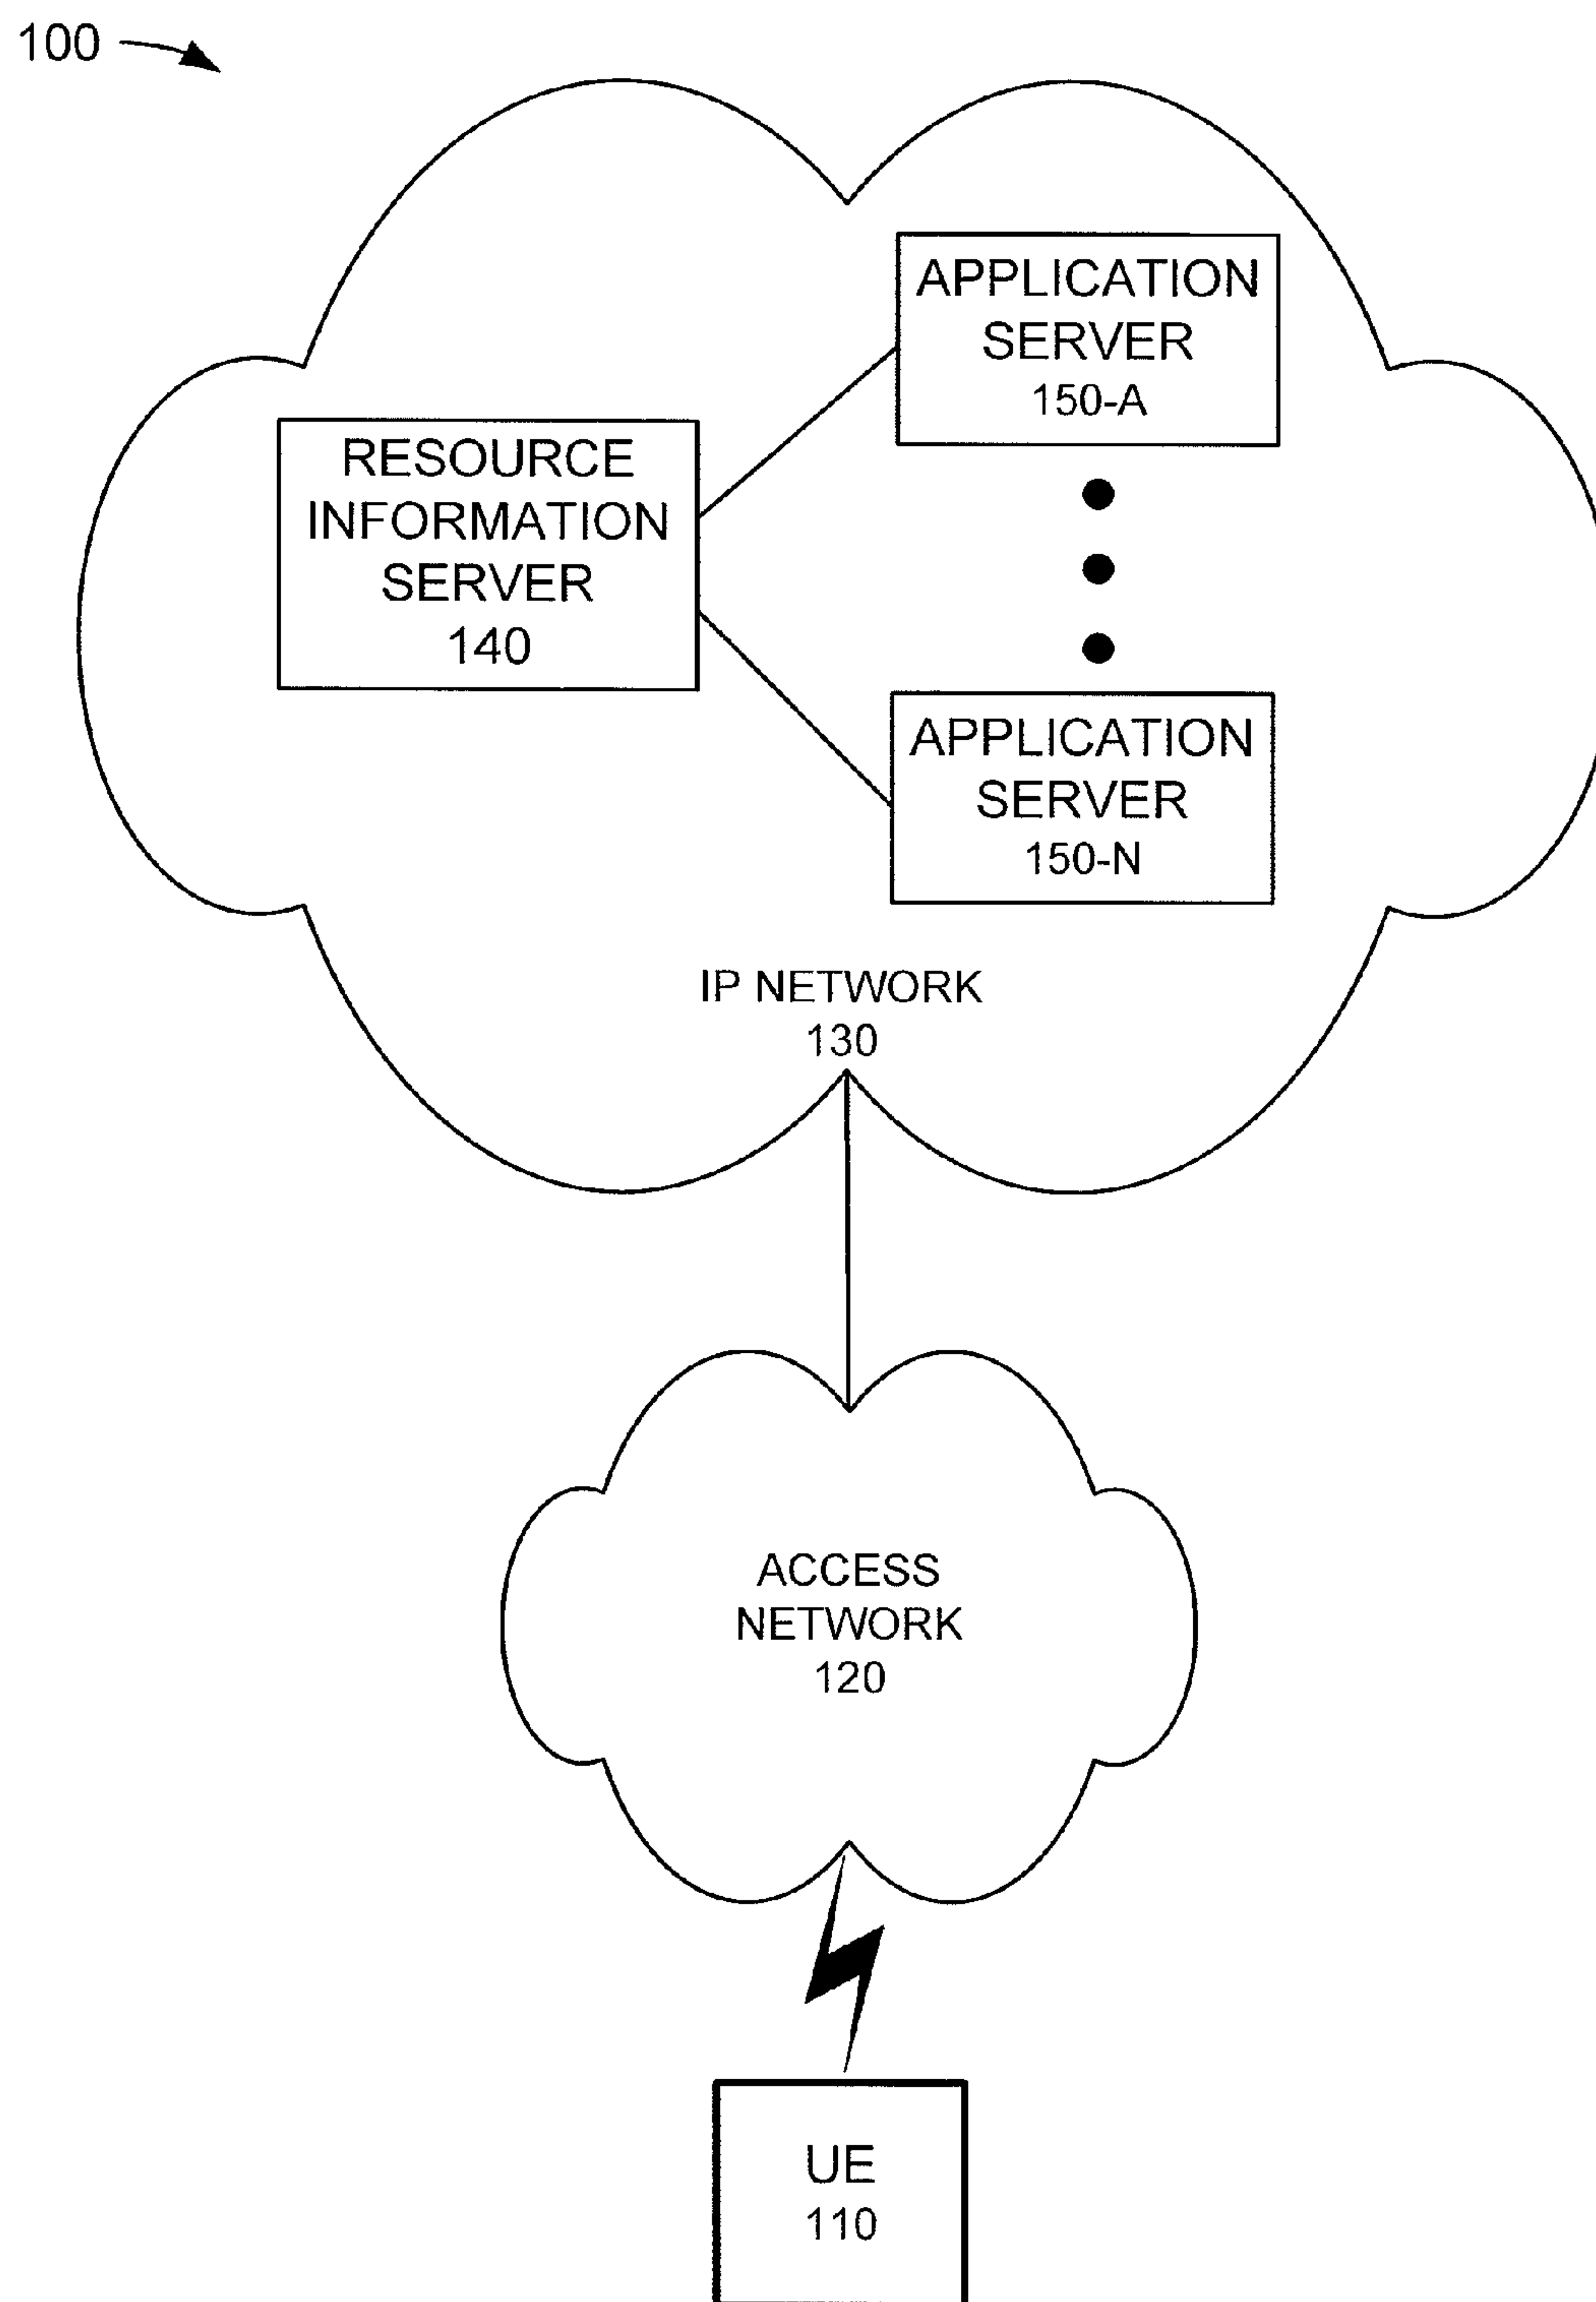 100
APPLICATION
SERVER
150-A
RESOURCE
INFORMATION
SERVER
140
APPLICATION
SERVER
150-N
IP NETWORK
130
ACCESS
NETWORK
120
UE
110